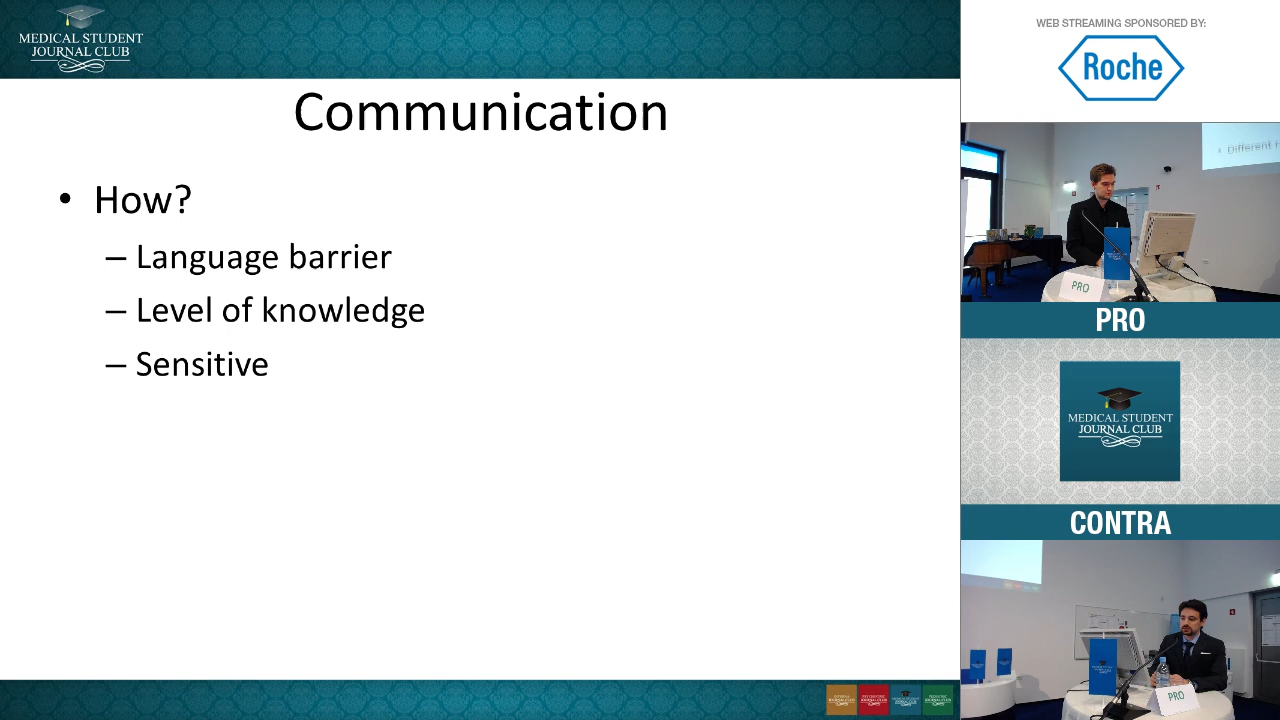 MEDICAL STUDENT
JOURNAL CLUB
Communication
• How?
– Language barrier
– Level of knowledge
– Sensitive
WEB STREAMING SPONSORED BY:
Roche
Different
PRO
PRO
MEDICAL STUDENT
JOURNAL CLUB
CONTRA
PRO